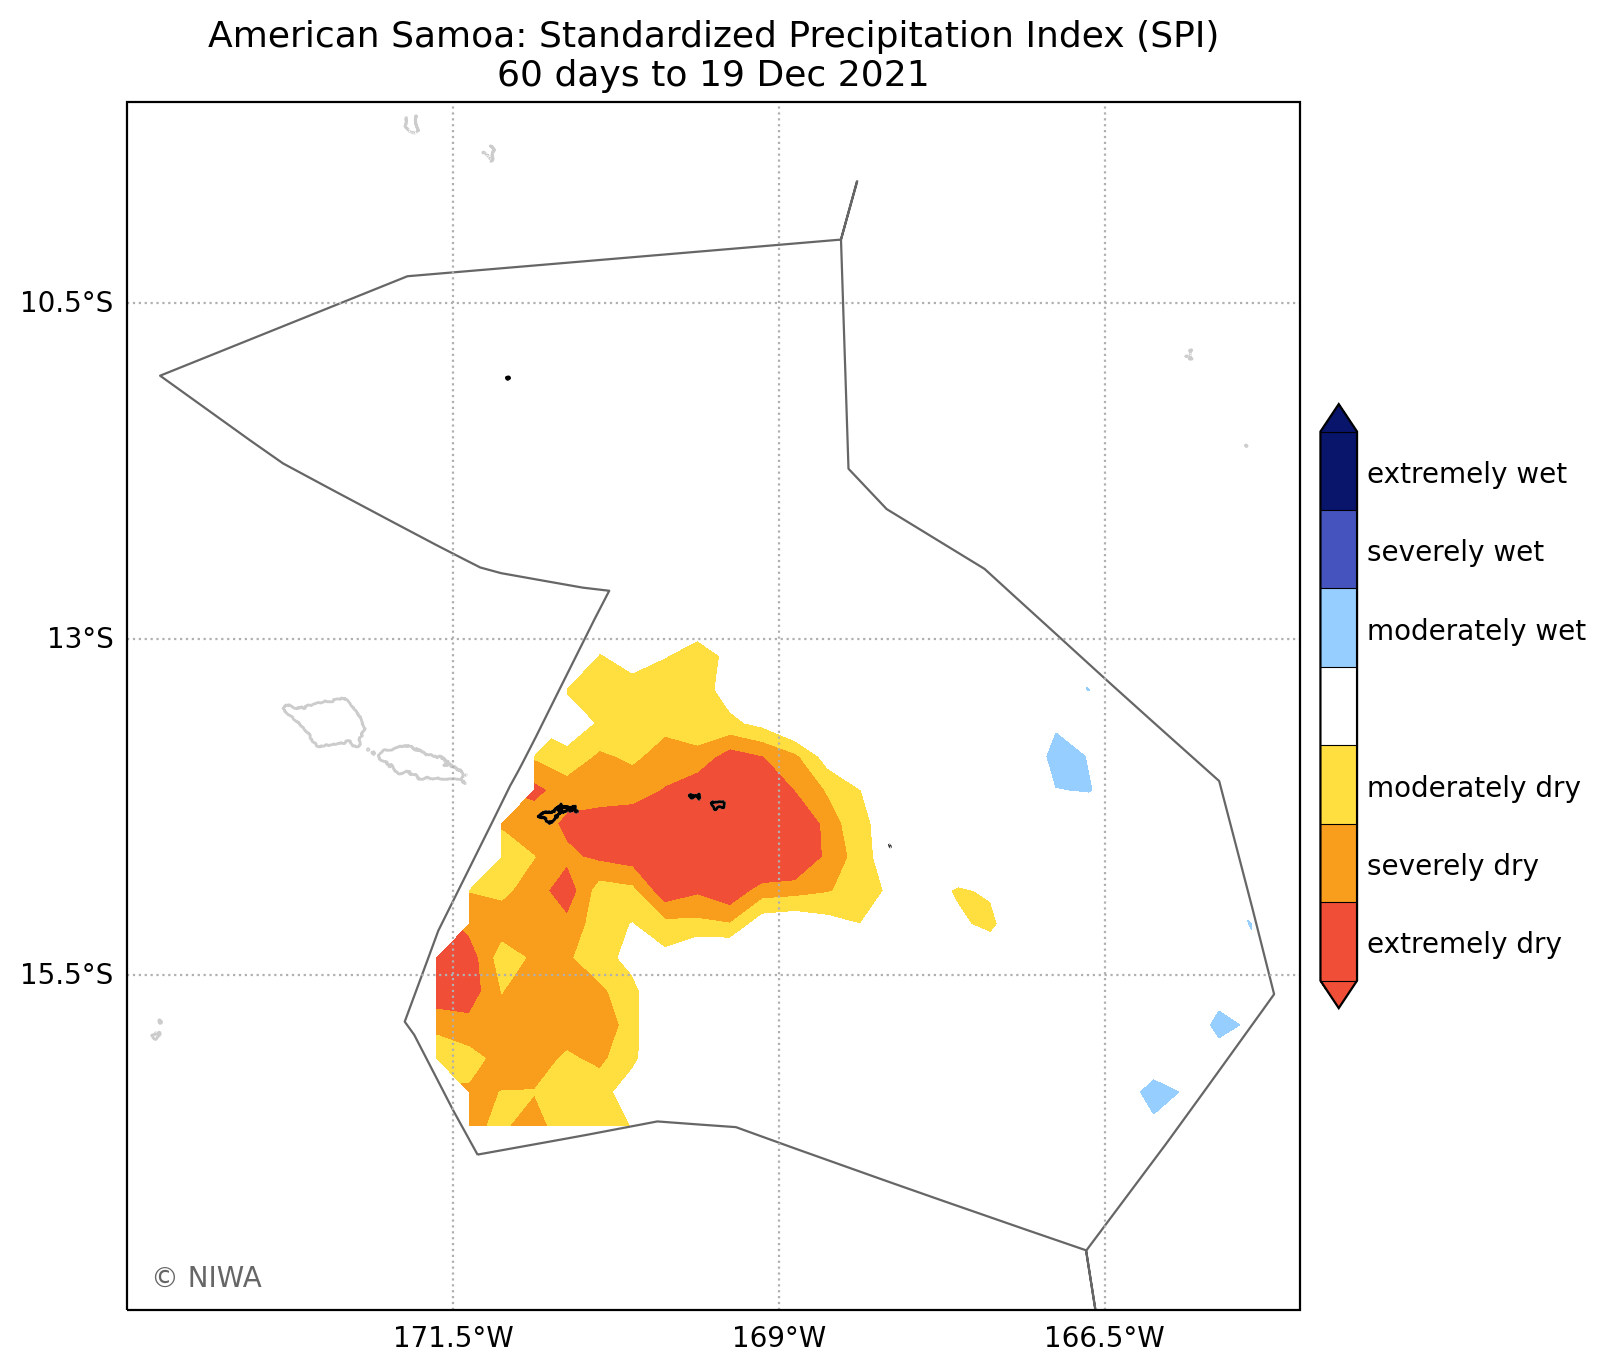 American Samoa: Standardized Precipitation Index (SPI)
60 days to 19 Dec 2021
10.5°S
13°S
15.5°S
171.5°W
169°W
166.5°W
extremely wet
severely wet
moderately wet
moderately dry
severely dry
extremely dry
© NIWA